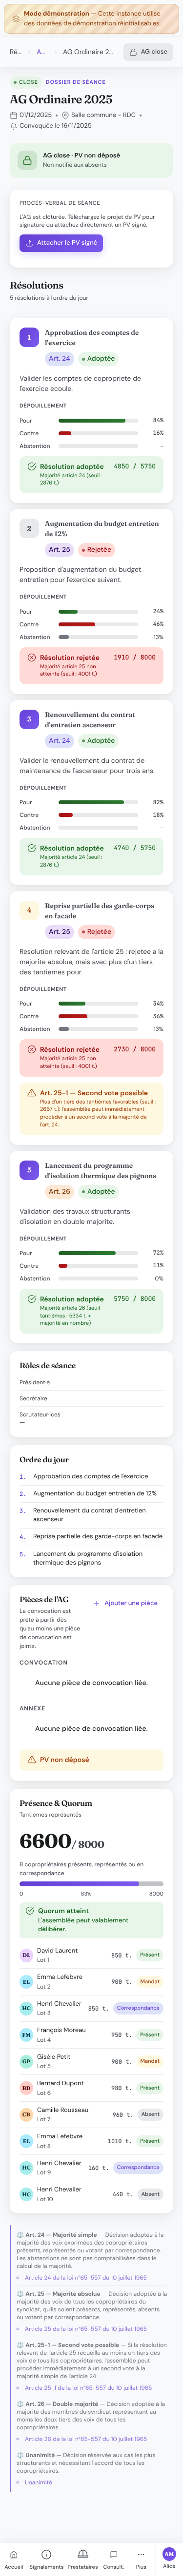 Mode démonstration — Cette instance utilise
des données de démonstration réinitialisables.
Ré... A... AG Ordinaire 2... AG close
CLOSE DOSSIER DE SÉANCE
AG Ordinaire 2025
01/12/2025 • Salle commune - RDC •
Convoquée le 16/11/2025
AG close · PV non déposé
Non notifié aux absents
PROCÈS-VERBAL DE SÉANCE
L'AG est clôturée. Téléchargez le projet de PV pour
signature ou attachez directement un PV signé.
Attacher le PV signé
Résolutions
5 résolutions à l'ordre du jour
1
Approbation des comptes de
l'exercice
Art. 24 Adoptée
Valider les comptes de copropriete de
l'exercice ecoule.
DÉPOUILLEMENT
Pour 84%
Contre 16%
Abstention –
Résolution adoptée 4850 / 5750
Majorité article 24 (seuil :
2876 t.)
2
Augmentation du budget entretien
de 12%
Art. 25 Rejetée
Proposition d'augmentation du budget
entretien pour l'exercice suivant.
DÉPOUILLEMENT
Pour 24%
Contre 46%
Abstention 13%
Résolution rejetée 1910 / 8000
Majorité article 25 non
atteinte (seuil : 4001 t.)
3
Renouvellement du contrat
d'entretien ascenseur
Art. 24 Adoptée
Valider le renouvellement du contrat de
maintenance de l'ascenseur pour trois ans.
DÉPOUILLEMENT
Pour 82%
Contre 18%
Abstention –
Résolution adoptée 4740 / 5750
Majorité article 24 (seuil :
2876 t.)
4
Reprise partielle des garde-corps
en facade
Art. 25 Rejetée
Resolution relevant de l'article 25 : rejetee a la
majorite absolue, mais avec plus d'un tiers
des tantiemes pour.
DÉPOUILLEMENT
Pour 34%
Contre 36%
Abstention 13%
Résolution rejetée 2730 / 8000
Majorité article 25 non
atteinte (seuil : 4001 t.)
Art. 25-1 — Second vote possible
Plus d'un tiers des tantièmes favorables (seuil :
2667 t.) l'assemblée peut immédiatement
procéder à un second vote à la majorité de
l'art. 24.
5
Lancement du programme
d'isolation thermique des pignons
Art. 26 Adoptée
Validation des travaux structurants
d'isolation en double majorite.
DÉPOUILLEMENT
Pour 72%
Contre 11%
Abstention 0%
Résolution adoptée 5750 / 8000
Majorité article 26 (seuil
tantièmes : 5334 t. +
majorité en nombre)
Rôles de séance
Président·e
Secrétaire
Scrutateur·ices
—
Ordre du jour
1. Approbation des comptes de l'exercice
2. Augmentation du budget entretien de 12%
3. Renouvellement du contrat d'entretien
ascenseur
4. Reprise partielle des garde-corps en facade
5. Lancement du programme d'isolation
thermique des pignons
Pièces de l'AG
La convocation est
prête à partir dès
qu'au moins une pièce
de convocation est
jointe.
Ajouter une pièce
CONVOCATION
Aucune pièce de convocation liée.
ANNEXE
Aucune pièce de convocation liée.
PV non déposé
Présence & Quorum
Tantièmes représentés
6600 / 8000
8 copropriétaires présents, représentés ou en
correspondance
0 83% 8000
Quorum atteint
L'assemblée peut valablement
délibérer.
DL David Laurent 850 t. Présent
Lot 1
EL Emma Lefebvre 900 t. Mandat
Lot 2
HC Henri Chevalier 850 t. Correspondance
Lot 3
FM François Moreau 950 t. Présent
Lot 4
GP Gisèle Petit 900 t. Mandat
Lot 5
BD Bernard Dupont 980 t. Présent
Lot 6
CR Camille Rousseau 960 t. Absent
Lot 7
EL Emma Lefebvre 1010 t. Présent
Lot 8
HC Henri Chevalier 160 t. Correspondance
Lot 9
HC Henri Chevalier 440 t. Absent
Lot 10
Art. 24 — Majorité simple — Décision adoptée à la
majorité des voix exprimées des copropriétaires
présents, représentés ou votant par correspondance.
Les abstentions ne sont pas comptabilisées dans le
calcul de la majorité.
Article 24 de la loi n°65-557 du 10 juillet 1965
Art. 25 — Majorité absolue — Décision adoptée à la
majorité des voix de tous les copropriétaires du
syndicat, qu'ils soient présents, représentés, absents
ou votant par correspondance.
Article 25 de la loi n°65-557 du 10 juillet 1965
Art. 25-1 — Second vote possible — Si la résolution
relevant de l'article 25 recueille au moins un tiers des
voix de tous les copropriétaires, l'assemblée peut
procéder immédiatement à un second vote à la
majorité simple de l'article 24.
Article 25-1 de la loi n°65-557 du 10 juillet 1965
Art. 26 — Double majorité — Décision adoptée à la
majorité des membres du syndicat représentant au
moins les deux tiers des voix de tous les
copropriétaires.
Article 26 de la loi n°65-557 du 10 juillet 1965
Unanimité — Décision réservée aux cas les plus
structurants et nécessitant l'accord de tous les
copropriétaires.
Unanimité
AM
Accueil Signalements Prestataires Consult. Plus Alice